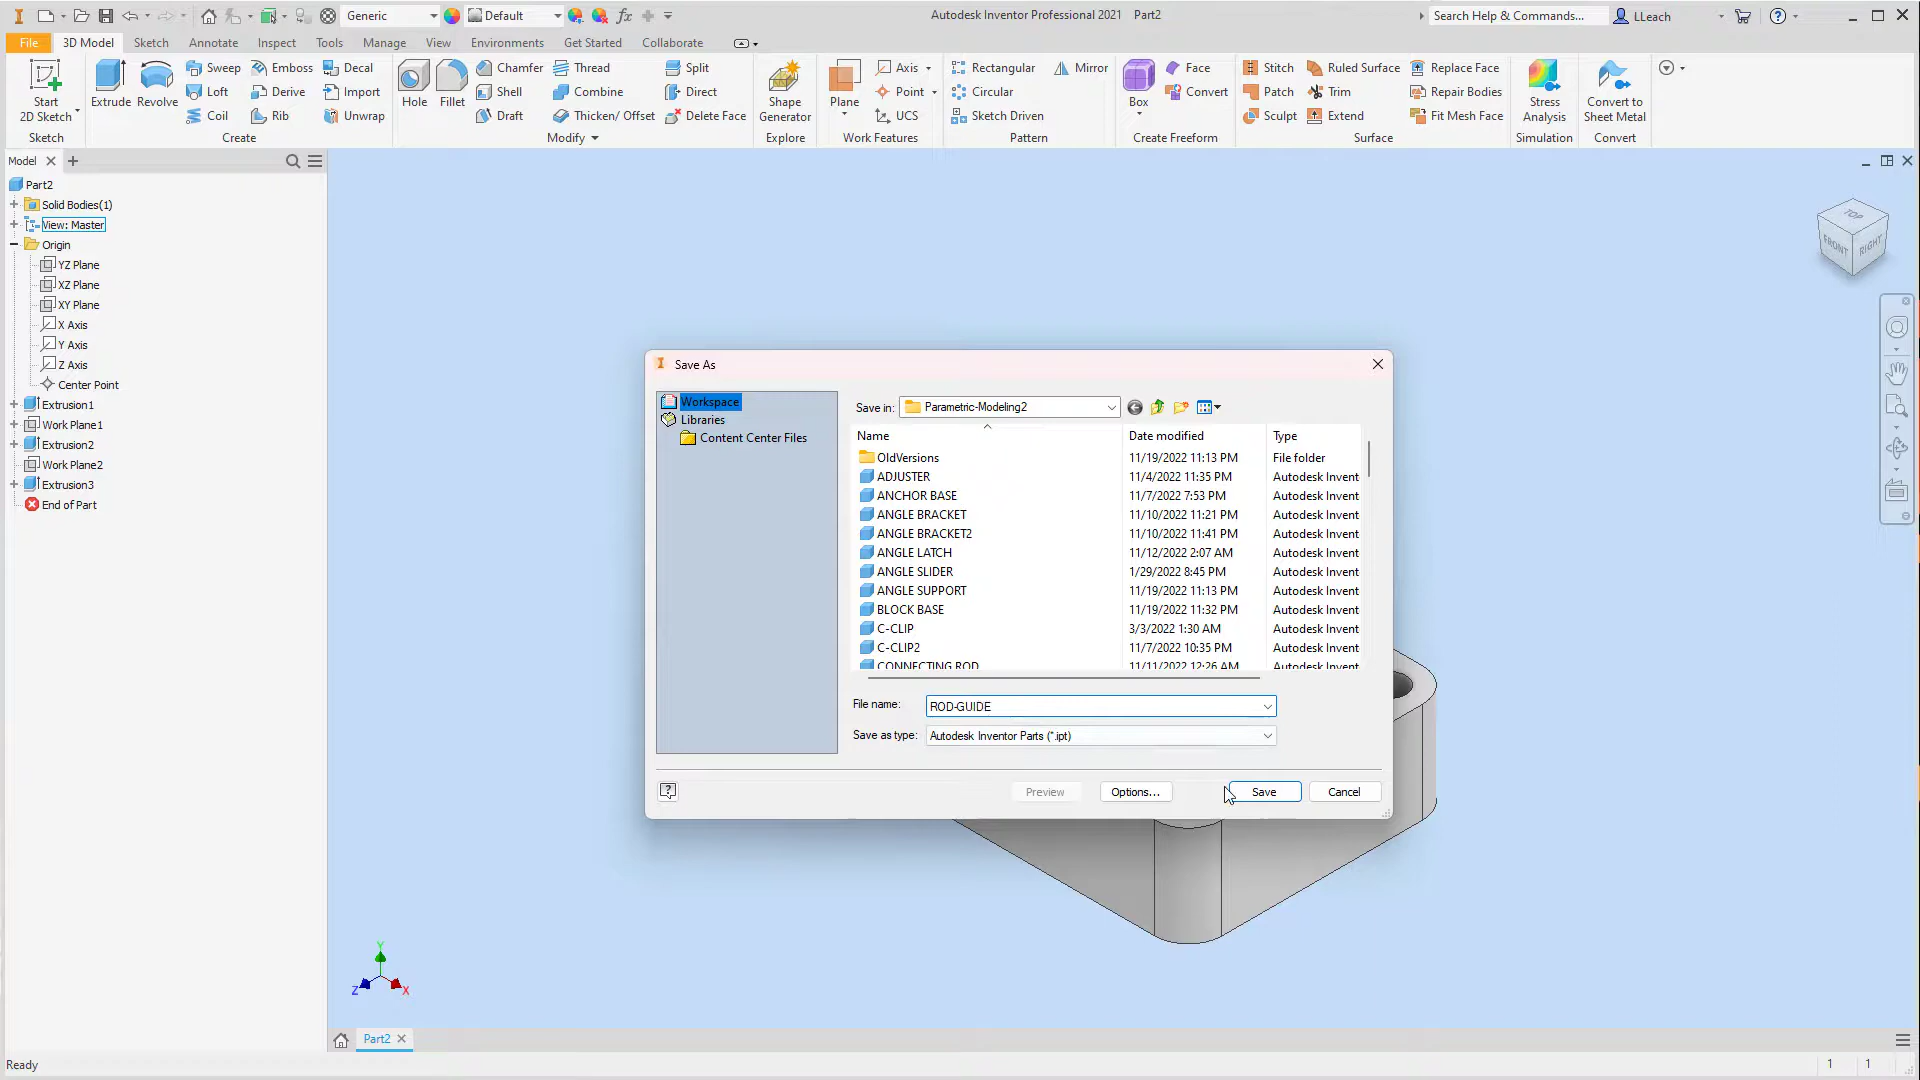 Generic
Default
fx
Autodesk Inventor Professional 2021 Part2
Search Help & Commands...
LLeach
File
3D Model
Sketch
Annotate
Inspect
Tools
Manage
View
Environments
Get Started
Collaborate
Start
2D Sketch
Sketch
Extrude
Revolve
Sweep
Loft
Coil
Emboss
Derive
Rib
Decal
Import
Unwrap
Create
Hole
Fillet
Chamfer
Shell
Draft
Thread
Combine
Thicken/ Offset
Split
Direct
Delete Face
Modify
Shape
Generator
Explore
Plane
Axis
Point
UCS
Work Features
Rectangular
Circular
Sketch Driven
Mirror
Pattern
Box
Face
Convert
Create Freeform
Stitch
Patch
Sculpt
Ruled Surface
Trim
Extend
Replace Face
Repair Bodies
Fit Mesh Face
Surface
Stress
Analysis
Simulation
Convert to
Sheet Metal
Convert
Model
Part2
Solid Bodies(1)
View: Master
Origin
YZ Plane
XZ Plane
XY Plane
X Axis
Y Axis
Z Axis
Center Point
Extrusion1
Work Plane1
Extrusion2
Work Plane2
Extrusion3
End of Part
TOP
FRONT
RIGHT
Save As
Workspace
Libraries
Content Center Files
Save in: Parametric-Modeling2
Name Date modified Type
OldVersions 11/19/2022 11:13 PM File folder
ADJUSTER 11/4/2022 11:35 PM Autodesk Invent
ANCHOR BASE 11/7/2022 7:53 PM Autodesk Invent
ANGLE BRACKET 11/10/2022 11:21 PM Autodesk Invent
ANGLE BRACKET2 11/10/2022 11:41 PM Autodesk Invent
ANGLE LATCH 11/12/2022 2:07 AM Autodesk Invent
ANGLE SLIDER 1/29/2022 8:45 PM Autodesk Invent
ANGLE SUPPORT 11/19/2022 11:13 PM Autodesk Invent
BLOCK BASE 11/19/2022 11:32 PM Autodesk Invent
C-CLIP 3/3/2022 1:30 AM Autodesk Invent
C-CLIP2 11/7/2022 10:35 PM Autodesk Invent
CONNECTING ROD 11/11/2022 12:26 AM Autodesk Invent
File name: ROD-GUIDE
Save as type: Autodesk Inventor Parts (*.ipt)
Preview
Options...
Save
Cancel
Y
Z
X
Part2
Ready
1 1